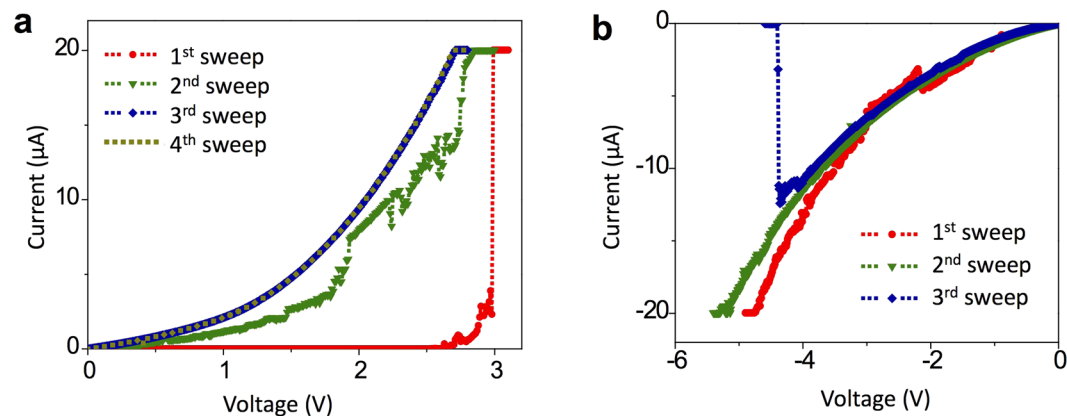 a
20
10
0
0
1
2
3
Current (µA)
Voltage (V)
1st sweep
2nd sweep
3rd sweep
4th sweep
b
0
-10
-20
-6
-4
-2
0
Current (µA)
Voltage (V)
1st sweep
2nd sweep
3rd sweep